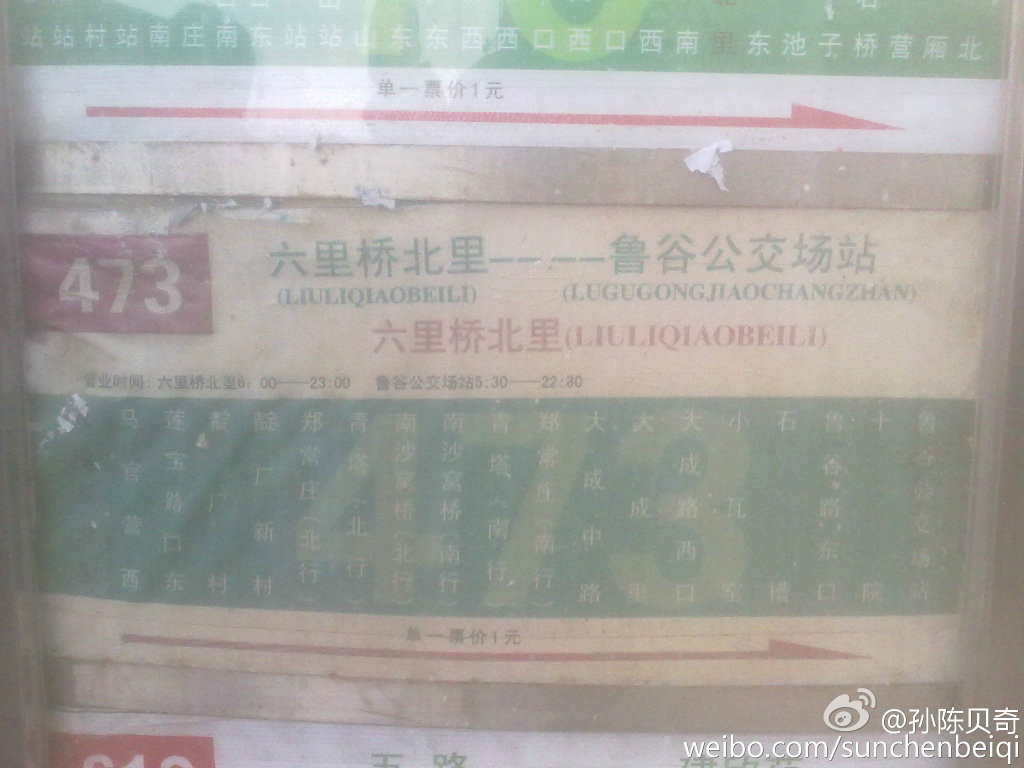 站站村站南庄南东站站山东东西西口西口西南里东池子桥营厢北
单一票价1元
473
六里桥北里————鲁谷公交场站
(LIULIQIAOBEILI) (LUGUGONGJIAOCHANGZHAN)
六里桥北里(LIULIQIAOBEILI)
营业时间：六里桥北里6：00——23:00 鲁谷公交场站5:30——22:30
马官营西
莲宝路口东
靛厂村
靛厂新村
郑常庄(北行)
青塔(北行)
南沙窝桥(北行)
南沙窝桥(南行)
青塔(南行)
郑常庄(南行)
大成中路
大成里
大成路西口
小瓦窑
石槽
鲁谷路东口
十院
鲁谷公交场站
473
单一票价1元
610
五路
@孙陈贝奇
weibo.com/sunchenbeiqi